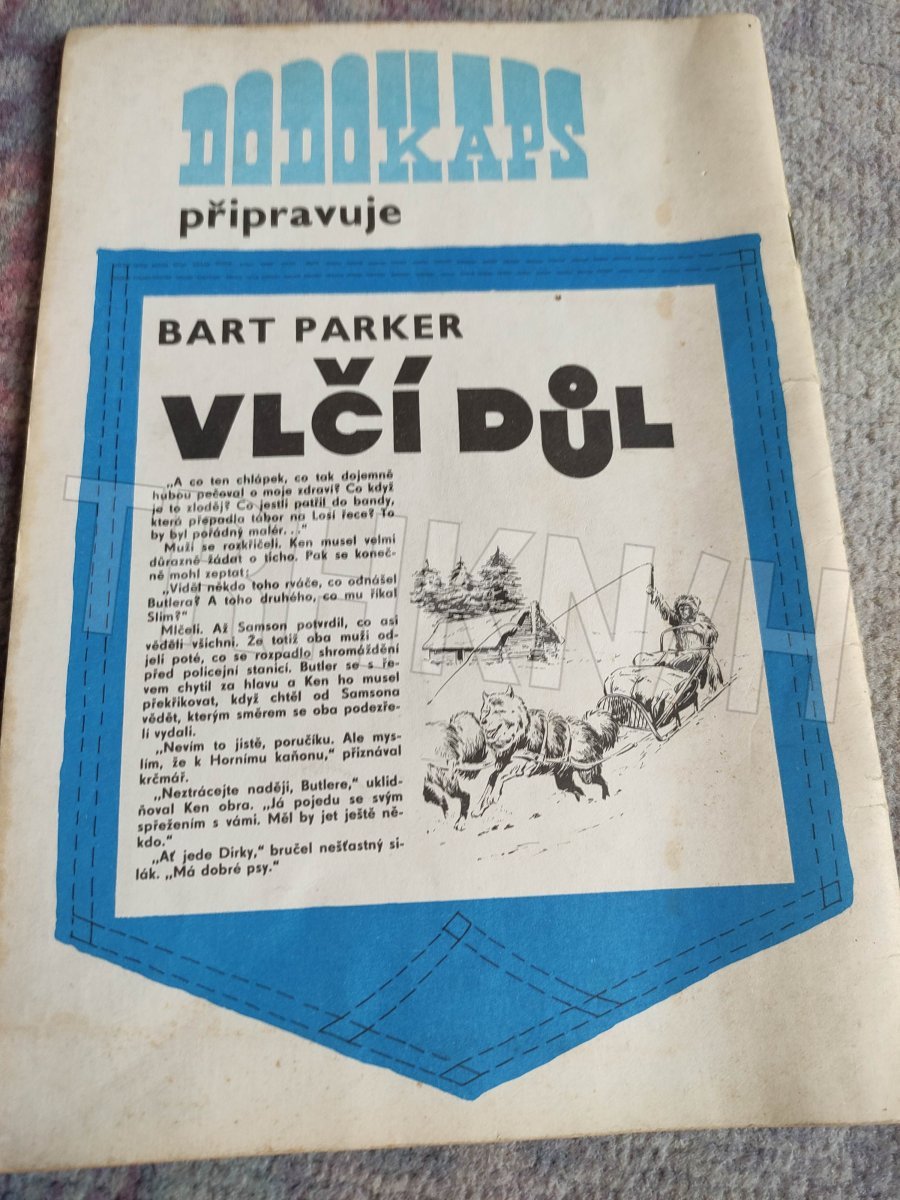 DODOKAPS
připravuje
BART PARKER
VLČÍ DŮL
„A co ten chlápek, co tak dojemně
hubou pečoval o moje zdraví? Co když
je to zloděj? Co jestli patřil do bandy,
která přepadla tábor na Losí řece? To
by byl pořádný malér...“
Muži se rozkřičeli. Ken musel velmi
důrazně žádat o ticho. Pak se koneč-
ně mohl zeptat:
„Viděl někdo toho rváče, co odnášel
Butlera? A toho druhého, co mu říkal
Slim?“
Mlčeli. Až Samson potvrdil, co asi
věděli všichni. Že totiž oba muži od-
jeli poté, co se rozpadlo shromáždění
před policejní stanicí. Butler se s ře-
vem chytil za hlavu a Ken ho musel
překřikovat, když chtěl od Samsona
vědět, kterým směrem se oba podezře-
lí vydali.
„Nevím to jistě, poručíku. Ale mys-
lím, že k Hornímu kaňonu,“ přiznával
krčmář.
„Neztrácejte naději, Butlere,“ uklid-
ňoval Ken obra. „Já pojedu se svým
spřežením s vámi. Měl by jet ještě ně-
kdo.“
„Ať jede Dirky,“ bručel nešťastný si-
lák. „Má dobré psy.“